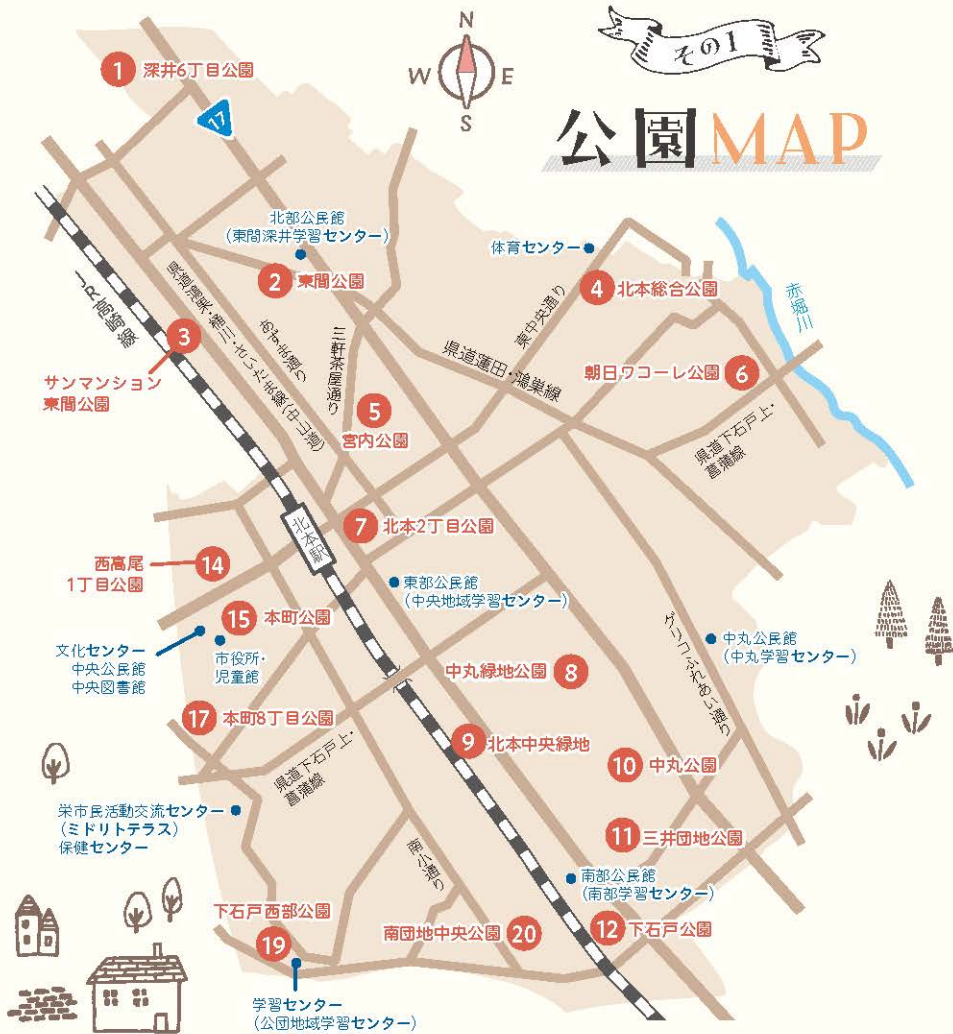 N
W E
S
その1
公園MAP
1 深井6丁目公園
17
北部公民館
(東間深井学習センター)
2 東間公園
体育センター
4 北本総合公園
赤堀川
JR高崎線
県道鴻巣・桶川・さいたま線(中山道)
あずま通り
三軒茶屋通り
東中央通り
県道蓮田・鴻巣線
3
サンマンション
東間公園
5
宮内公園
朝日ワコーレ公園 6
県道下石戸上・
菖蒲線
北本駅
7 北本2丁目公園
西高尾
1丁目公園
14
東部公民館
(中央地域学習センター)
15 本町公園
文化センター
中央公民館
中央図書館
市役所・
児童館
グリコふれあい通り
中丸公民館
(中丸学習センター)
中丸緑地公園 8
17 本町8丁目公園
9 北本中央緑地
県道下石戸上・
菖蒲線
10 中丸公園
栄市民活動交流センター
(ミドリトテラス)
保健センター
11 三井団地公園
南小通り
南部公民館
(南部学習センター)
下石戸西部公園
19
南団地中央公園 20
12 下石戸公園
学習センター
(公団地域学習センター)